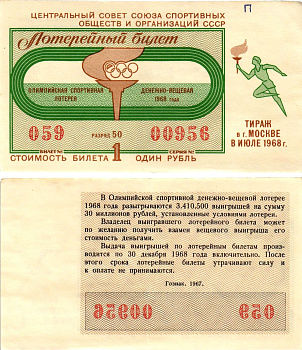 П
ЦЕНТРАЛЬНЫЙ СОВЕТ СОЮЗА СПОРТИВНЫХ
ОБЩЕСТВ И ОРГАНИЗАЦИЙ СССР
Лотерейный билет
ОЛИМПИЙСКАЯ СПОРТИВНАЯ
ЛОТЕРЕЯ
ДЕНЕЖНО-ВЕЩЕВАЯ
1968 ГОДА
059
РАЗРЯД 50
00956
БИЛЕТ №
СЕРИЯ №
СТОИМОСТЬ БИЛЕТА 1 ОДИН РУБЛЬ
ТИРАЖ
в г. МОСКВЕ
В ИЮЛЕ 1968 г.
В Олимпийской спортивной денежно-вещевой лотерее
1968 года разыгрываются 3.410.500 выигрышей на сумму
30 миллионов рублей, установленные условиями лотереи.
Владелец выигравшего лотерейного билета может
по желанию получить взамен вещевого выигрыша его
стоимость деньгами.
Выдача выигрышей по лотерейным билетам произво-
дится по 30 декабря 1968 года включительно. После
этого срока лотерейные билеты утрачивают силу и
к оплате не принимаются.
Гознак. 1967.
00956
059